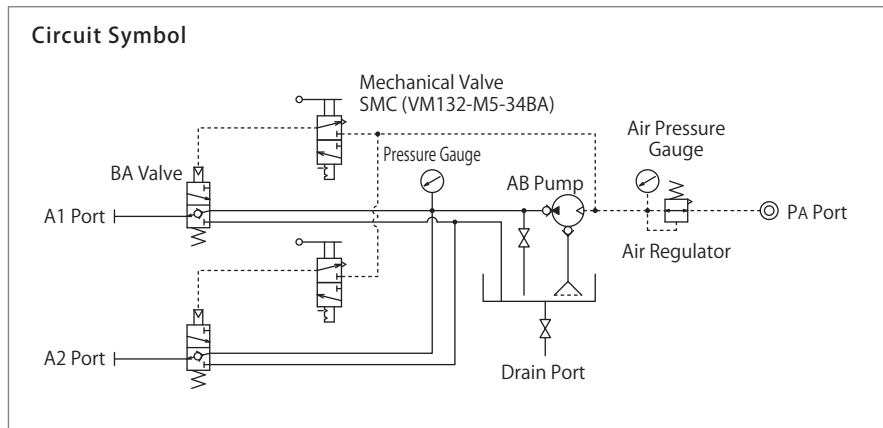 Circuit Symbol
Mechanical Valve
SMC (VM132-M5-34BA)
Air Pressure
Gauge
Pressure Gauge
BA Valve
AB Pump
A1 Port
PA Port
Air Regulator
A2 Port
Drain Port